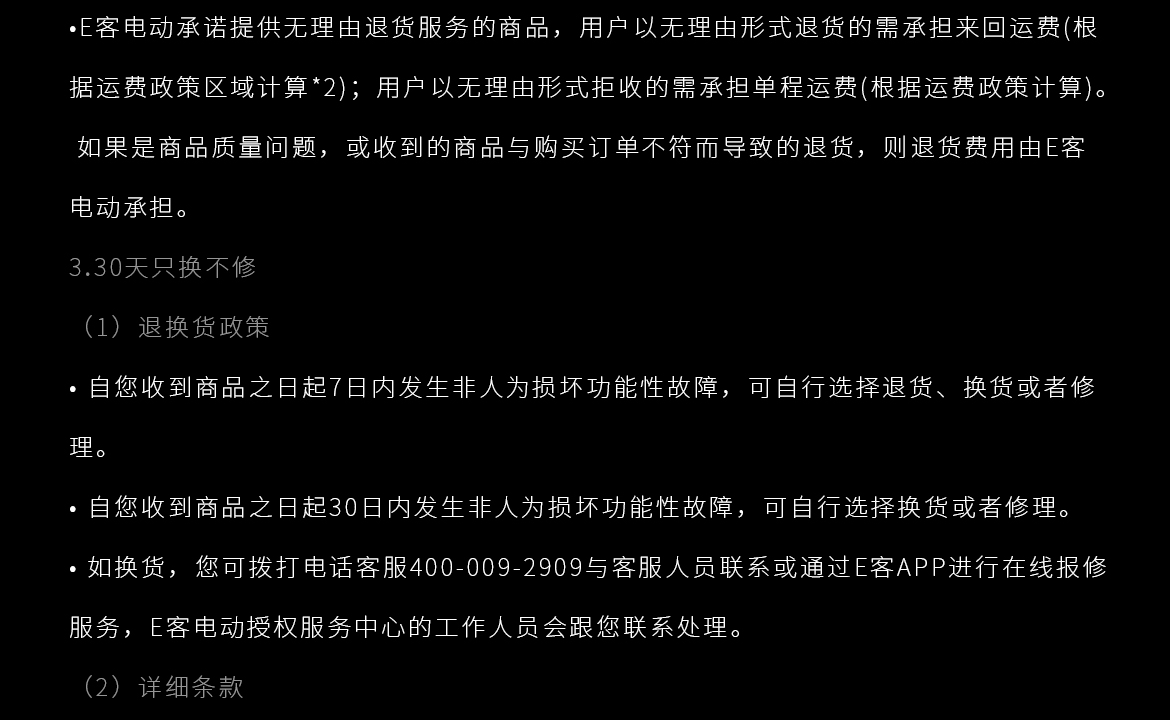 •E客电动承诺提供无理由退货服务的商品，用户以无理由形式退货的需承担来回运费(根
据运费政策区域计算*2)；用户以无理由形式拒收的需承担单程运费(根据运费政策计算)。
如果是商品质量问题，或收到的商品与购买订单不符而导致的退货，则退货费用由E客
电动承担。
3.30天只换不修
（1）退换货政策
• 自您收到商品之日起7日内发生非人为损坏功能性故障，可自行选择退货、换货或者修
理。
• 自您收到商品之日起30日内发生非人为损坏功能性故障，可自行选择换货或者修理。
• 如换货，您可拨打电话客服400-009-2909与客服人员联系或通过E客APP进行在线报修
服务，E客电动授权服务中心的工作人员会跟您联系处理。
（2）详细条款